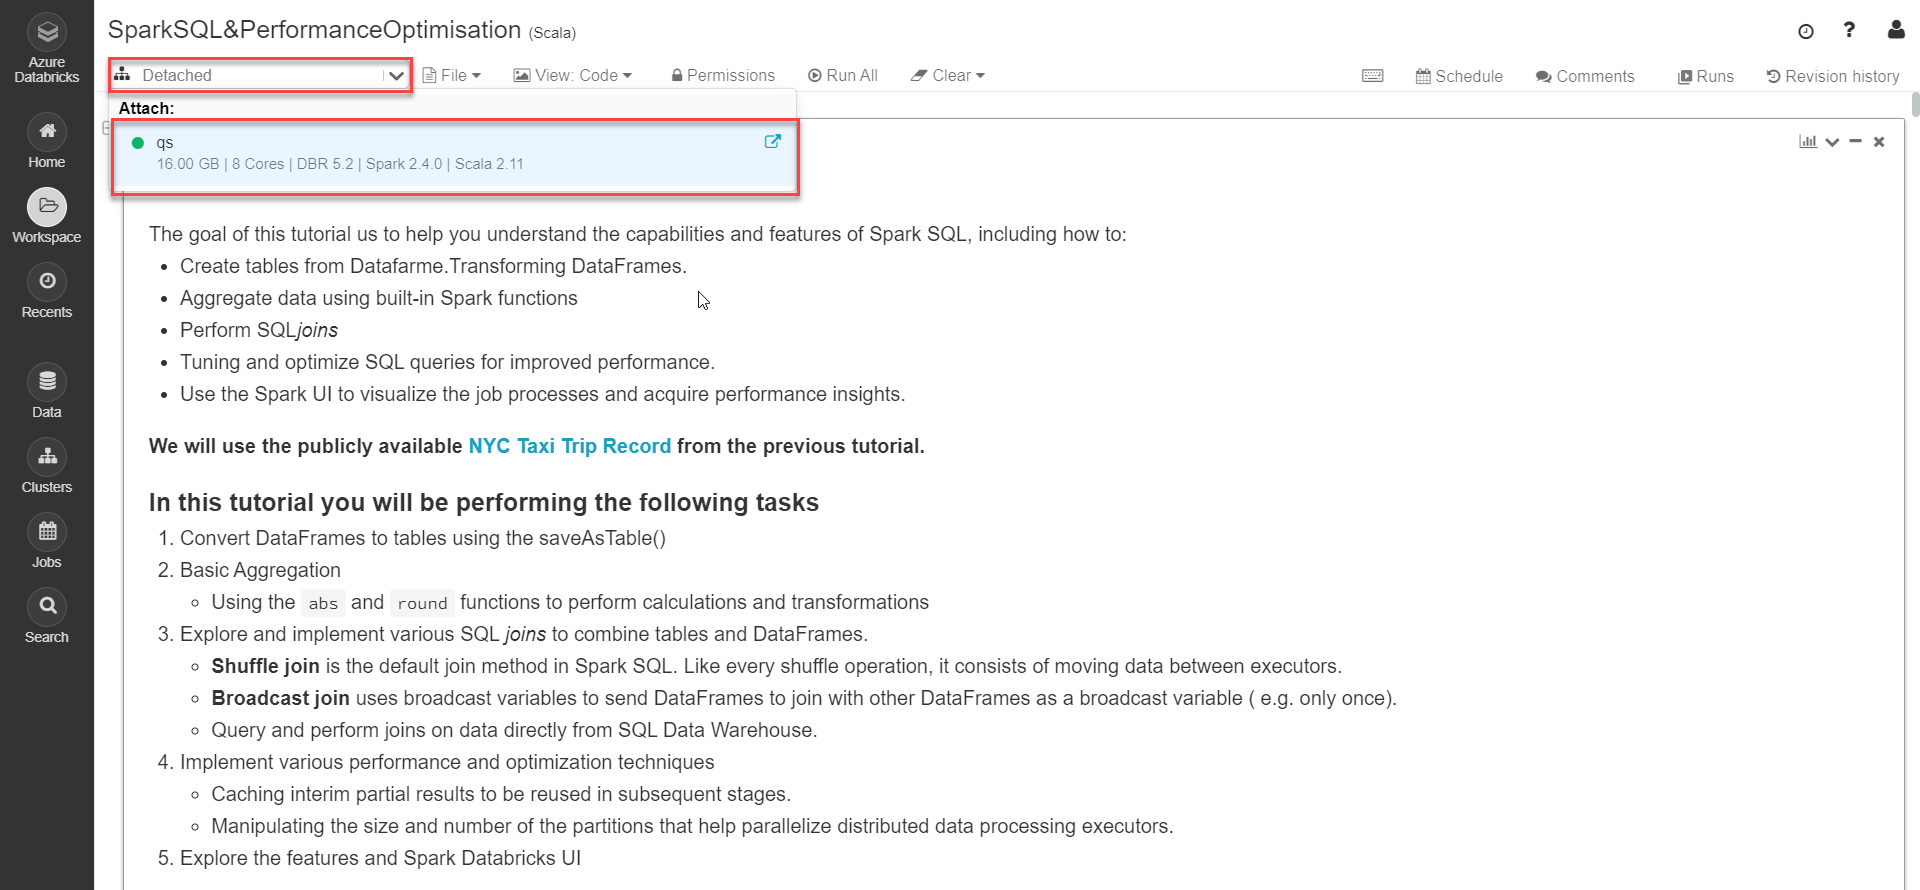 SparkSQL&PerformanceOptimisation (Scala)
Azure
Databricks
Home
Workspace
Recents
Data
Clusters
Jobs
Search
Detached
File
View: Code
Permissions
Run All
Clear
Schedule
Comments
Runs
Revision history
Attach:
qs
16.00 GB | 8 Cores | DBR 5.2 | Spark 2.4.0 | Scala 2.11
The goal of this tutorial us to help you understand the capabilities and features of Spark SQL, including how to:
• Create tables from Datafarme.Transforming DataFrames.
• Aggregate data using built-in Spark functions
• Perform SQLjoins
• Tuning and optimize SQL queries for improved performance.
• Use the Spark UI to visualize the job processes and acquire performance insights.
We will use the publicly available NYC Taxi Trip Record from the previous tutorial.
In this tutorial you will be performing the following tasks
1. Convert DataFrames to tables using the saveAsTable()
2. Basic Aggregation
◦ Using the abs and round functions to perform calculations and transformations
3. Explore and implement various SQL joins to combine tables and DataFrames.
◦ Shuffle join is the default join method in Spark SQL. Like every shuffle operation, it consists of moving data between executors.
◦ Broadcast join uses broadcast variables to send DataFrames to join with other DataFrames as a broadcast variable ( e.g. only once).
◦ Query and perform joins on data directly from SQL Data Warehouse.
4. Implement various performance and optimization techniques
◦ Caching interim partial results to be reused in subsequent stages.
◦ Manipulating the size and number of the partitions that help parallelize distributed data processing executors.
5. Explore the features and Spark Databricks UI